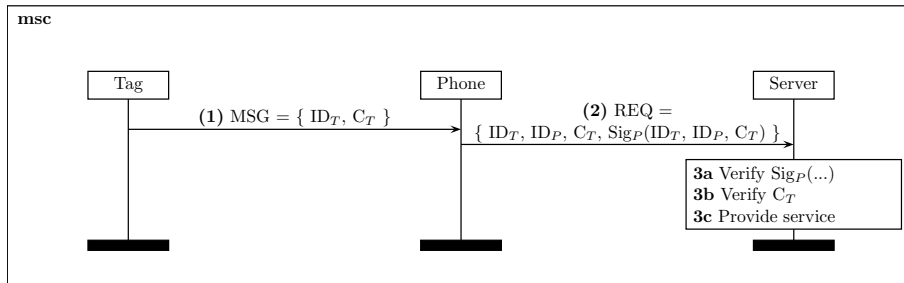 msc
Tag
Phone
Server
(1) MSG = { ID_T, C_T }
(2) REQ =
{ ID_T, ID_P, C_T, Sig_P(ID_T, ID_P, C_T) }
3a Verify Sig_P(...)
3b Verify C_T
3c Provide service